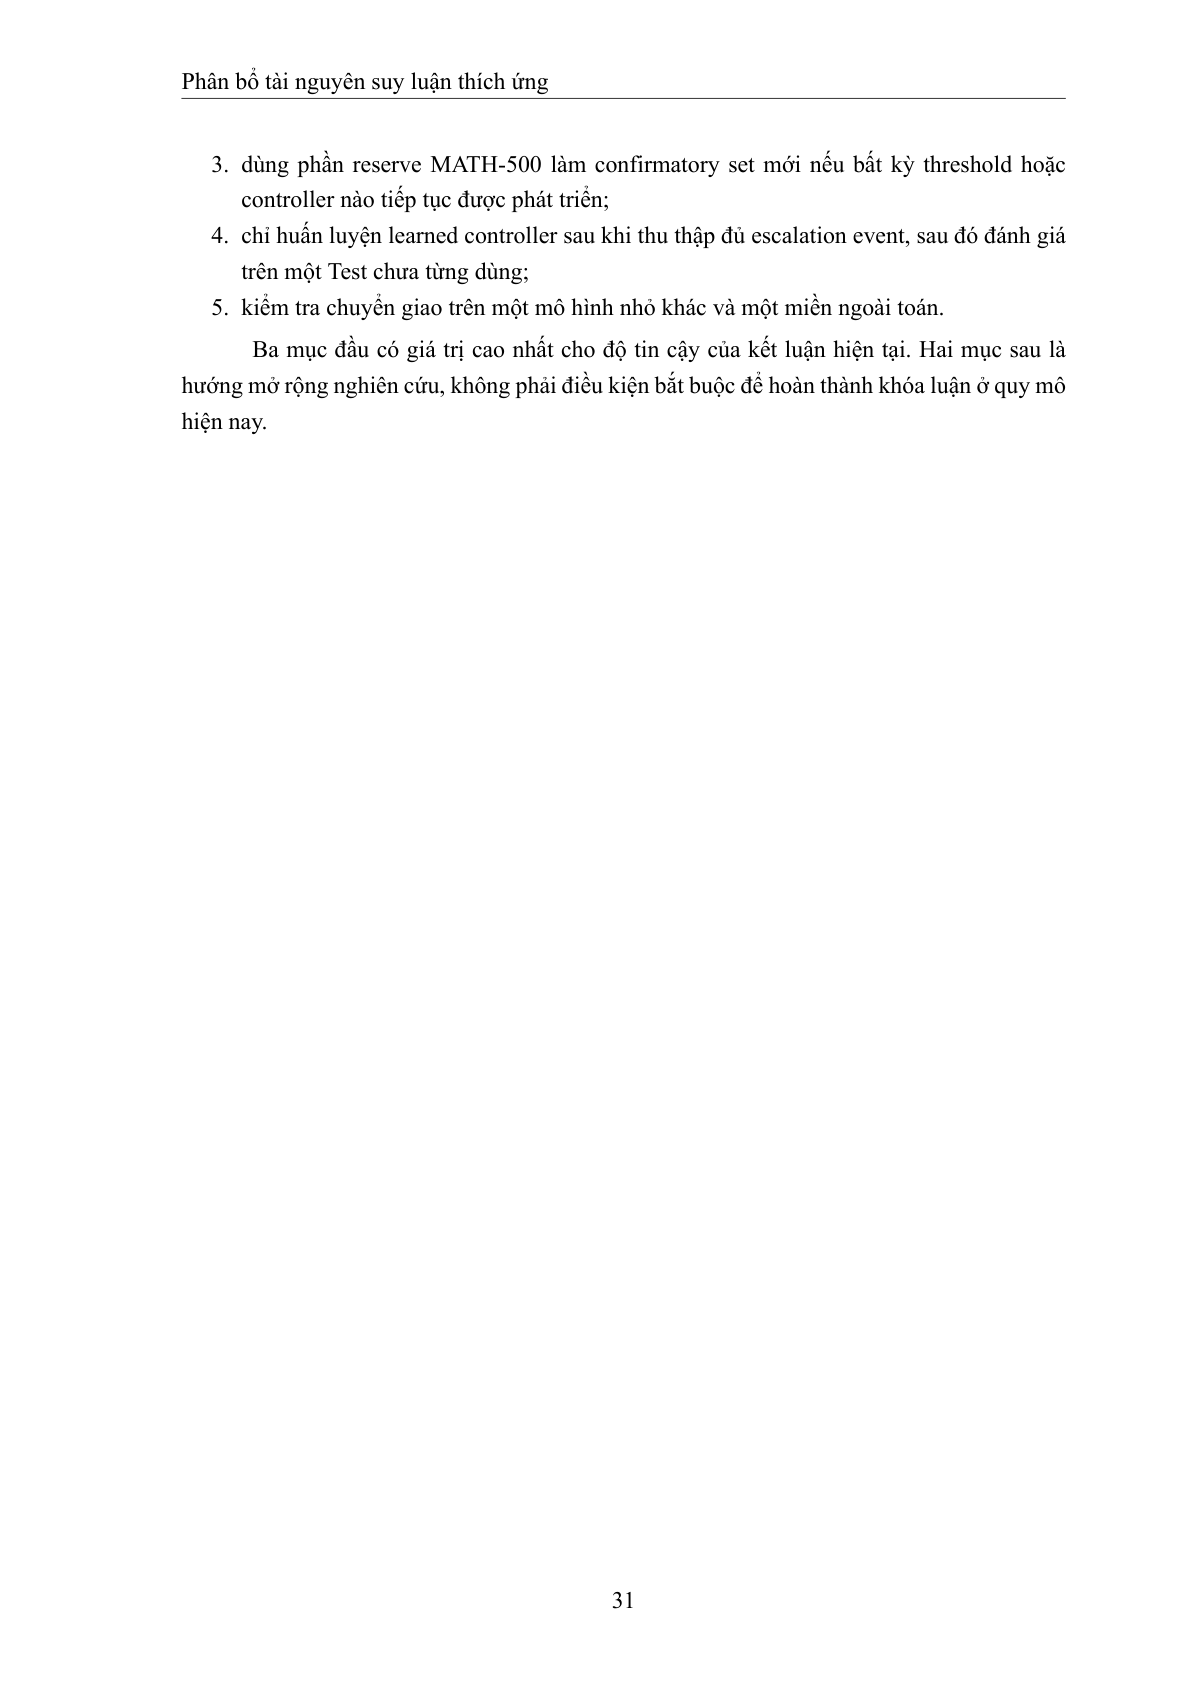 Phân bổ tài nguyên suy luận thích ứng
3. dùng phần reserve MATH-500 làm confirmatory set mới nếu bất kỳ threshold hoặc
controller nào tiếp tục được phát triển;
4. chỉ huấn luyện learned controller sau khi thu thập đủ escalation event, sau đó đánh giá
trên một Test chưa từng dùng;
5. kiểm tra chuyển giao trên một mô hình nhỏ khác và một miền ngoài toán.
Ba mục đầu có giá trị cao nhất cho độ tin cậy của kết luận hiện tại. Hai mục sau là
hướng mở rộng nghiên cứu, không phải điều kiện bắt buộc để hoàn thành khóa luận ở quy mô
hiện nay.
31